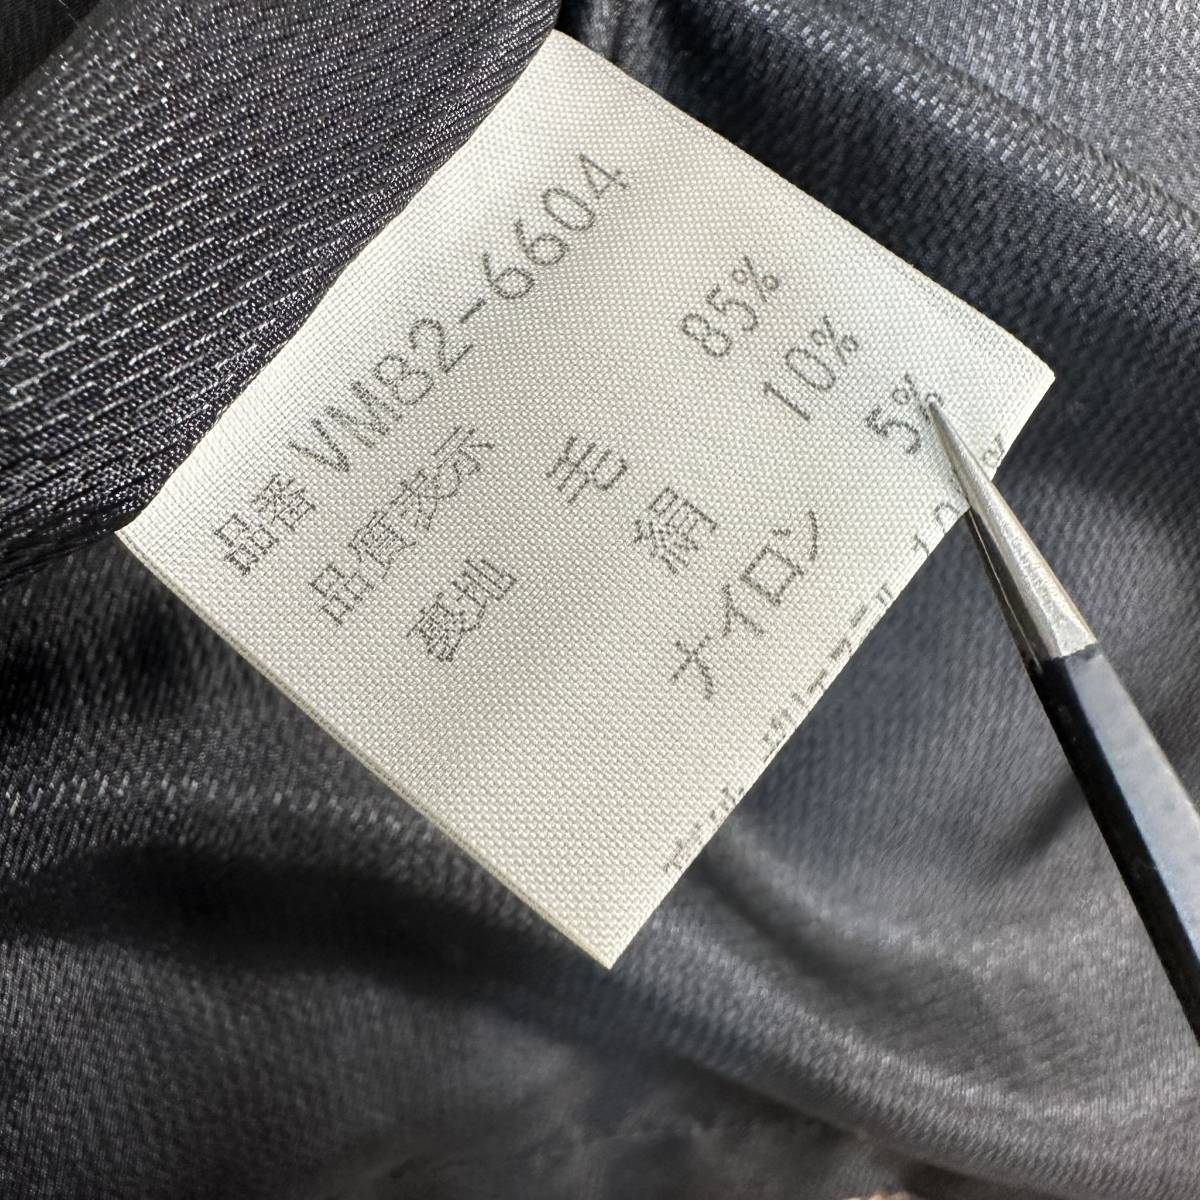 品番 VM82-6604
品質表示
毛 85%
絹 10%
ナイロン 5%